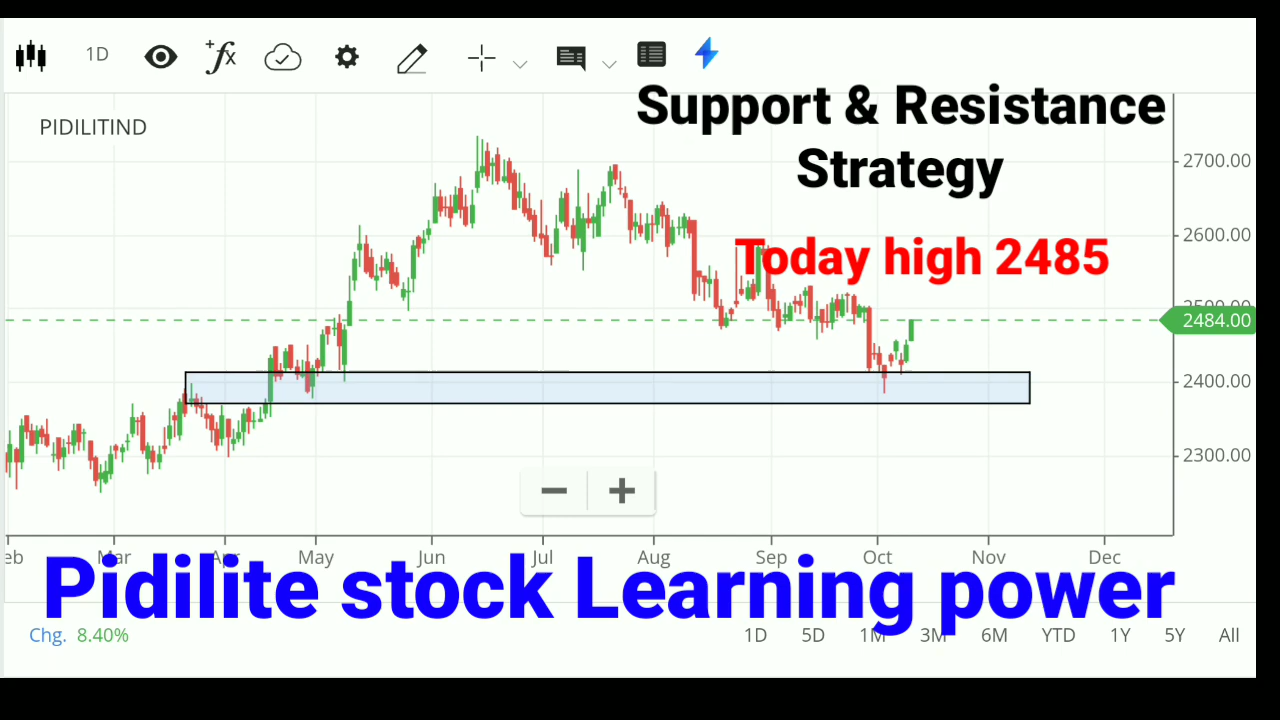 1D
Support & Resistance
Strategy
PIDILITIND
2700.00
Today high 2485
2600.00
2500.00
2484.00
2400.00
2300.00
eb Mar Apr May Jun Jul Aug Sep Oct Nov Dec
Pidilite stock Learning power
Chg. 8.40%
1D 5D 1M 3M 6M YTD 1Y 5Y All